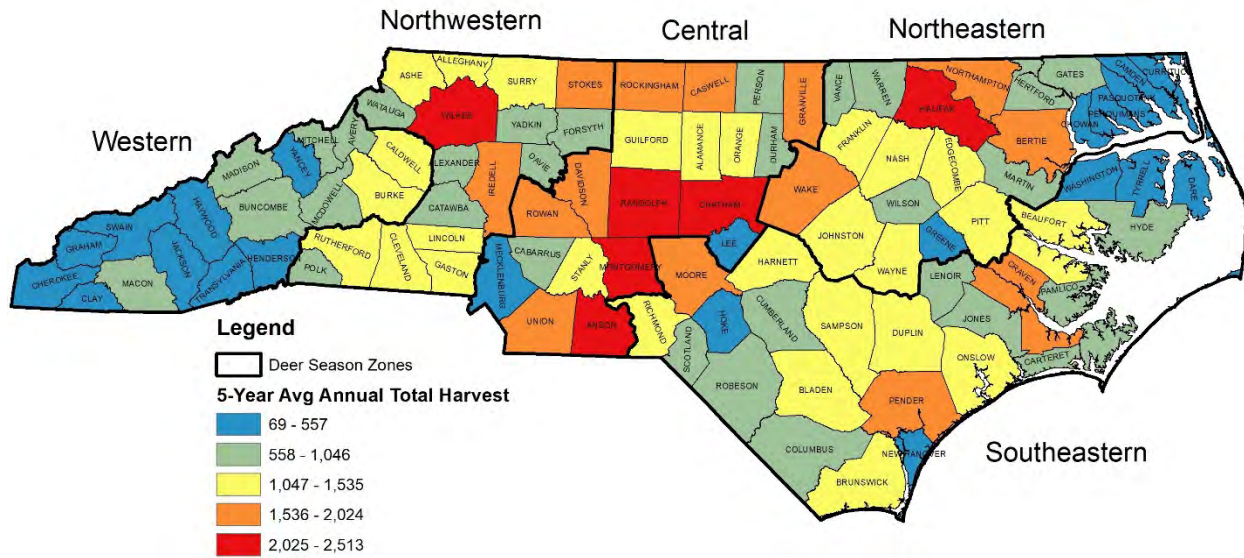 Northwestern
Central
Northeastern
Western
Southeastern
ASHE
ALLEGHANY
SURRY
STOKES
ROCKINGHAM
CASWELL
PERSON
GRANVILLE
VANCE
WARREN
NORTHAMPTON
HERTFORD
GATES
CAMDEN
WATAUGA
WILKES
YADKIN
FORSYTH
GUILFORD
ALAMANCE
ORANGE
DURHAM
FRANKLIN
HALIFAX
BERTIE
CHOWAN
PERQUIMANS
MITCHELL
AVERY
YANCEY
CALDWELL
ALEXANDER
DAVIE
IREDELL
DAVIDSON
RANDOLPH
CHATHAM
WAKE
NASH
EDGECOMBE
MARTIN
WASHINGTON
TYRRELL
DARE
MADISON
BUNCOMBE
MCDOWELL
BURKE
CATAWBA
ROWAN
WILSON
PITT
BEAUFORT
HYDE
SWAIN
HAYWOOD
GRAHAM
JACKSON
CHEROKEE
CLAY
MACON
TRANSYLVANIA
HENDERSON
RUTHERFORD
POLK
CLEVELAND
LINCOLN
GASTON
MECKLENBURG
CABARRUS
STANLY
MONTGOMERY
MOORE
LEE
HARNETT
JOHNSTON
WAYNE
GREENE
LENOIR
CRAVEN
PAMLICO
JONES
CARTERET
UNION
ANSON
RICHMOND
SCOTLAND
HOKE
CUMBERLAND
SAMPSON
DUPLIN
ONSLOW
ROBESON
BLADEN
PENDER
COLUMBUS
NEW HANOVER
BRUNSWICK
Legend
Deer Season Zones
5-Year Avg Annual Total Harvest
69 - 557
558 - 1,046
1,047 - 1,535
1,536 - 2,024
2,025 - 2,513